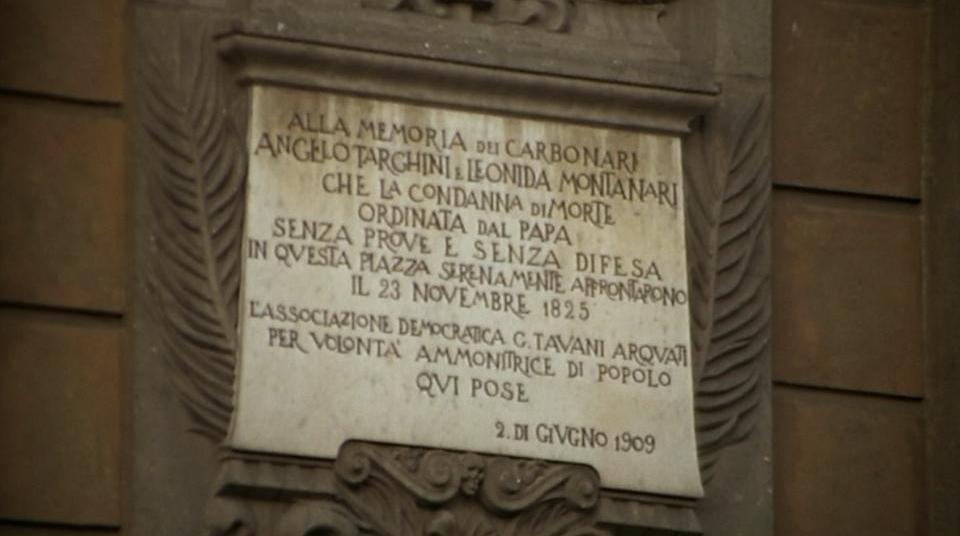 ALLA MEMORIA DEI CARBONARI
ANGELO TARGHINI E LEONIDA MONTANARI
CHE LA CONDANNA DI MORTE
ORDINATA DAL PAPA
SENZA PROVE E SENZA DIFESA
IN QVESTA PIAZZA SERENAMENTE AFFRONTARONO
IL 23 NOVEMBRE 1825
L'ASSOCIAZIONE DEMOCRATICA G. TAVANI ARQVATI
PER VOLONTA' AMMONITRICE DI POPOLO
QVI POSE
2. DI GIVGNO 1909